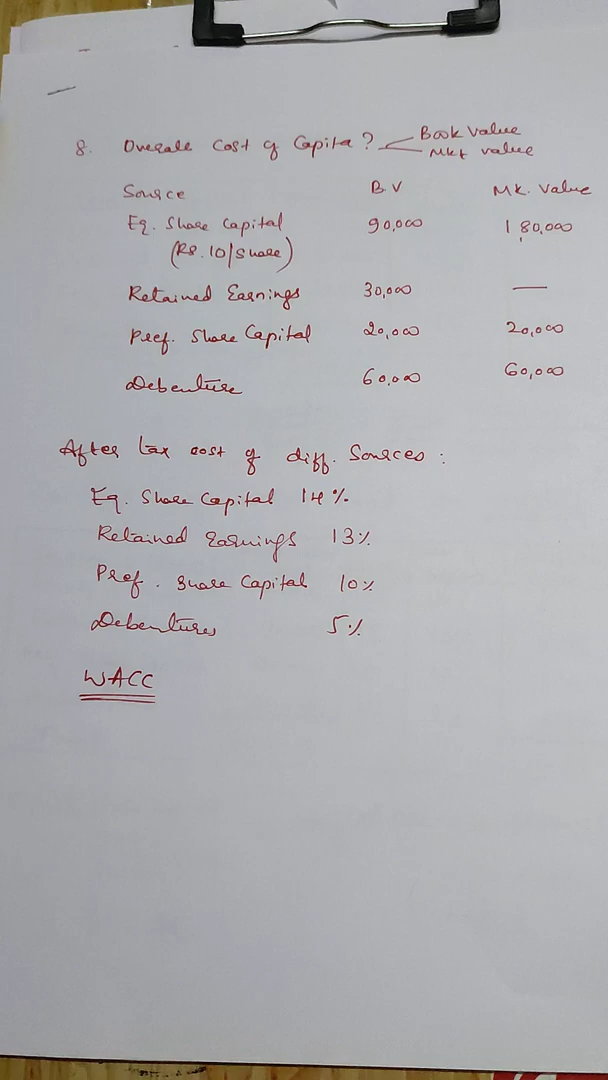 8. Overall Cost of Capital? Book Value
Mkt value
Source B V Mk. Value
Eq. Share Capital 90,000 180,000
(Rs. 10/share)
Retained Earnings 30,000 —
Pref. Share Capital 20,000 20,000
Debenture 60,000 60,000
After tax cost of diff. Sources :
Eq. Share Capital 14%
Retained Earnings 13%
Pref. Share Capital 10%
Debentures 5%
WACC